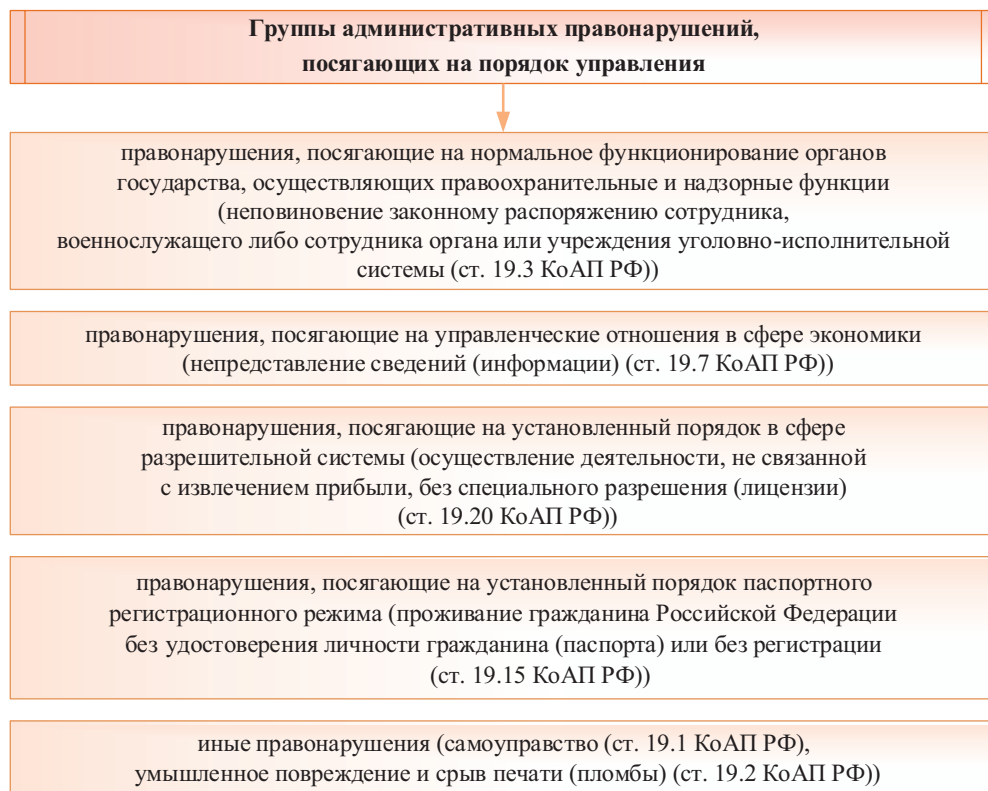 Группы административных правонарушений,
посягающих на порядок управления
правонарушения, посягающие на нормальное функционирование органов
государства, осуществляющих правоохранительные и надзорные функции
(неповиновение законному распоряжению сотрудника,
военнослужащего либо сотрудника органа или учреждения уголовно-исполнительной
системы (ст. 19.3 КоАП РФ))
правонарушения, посягающие на управленческие отношения в сфере экономики
(непредставление сведений (информации) (ст. 19.7 КоАП РФ))
правонарушения, посягающие на установленный порядок в сфере
разрешительной системы (осуществление деятельности, не связанной
с извлечением прибыли, без специального разрешения (лицензии)
(ст. 19.20 КоАП РФ))
правонарушения, посягающие на установленный порядок паспортного
регистрационного режима (проживание гражданина Российской Федерации
без удостоверения личности гражданина (паспорта) или без регистрации
(ст. 19.15 КоАП РФ))
иные правонарушения (самоуправство (ст. 19.1 КоАП РФ),
умышленное повреждение и срыв печати (пломбы) (ст. 19.2 КоАП РФ))